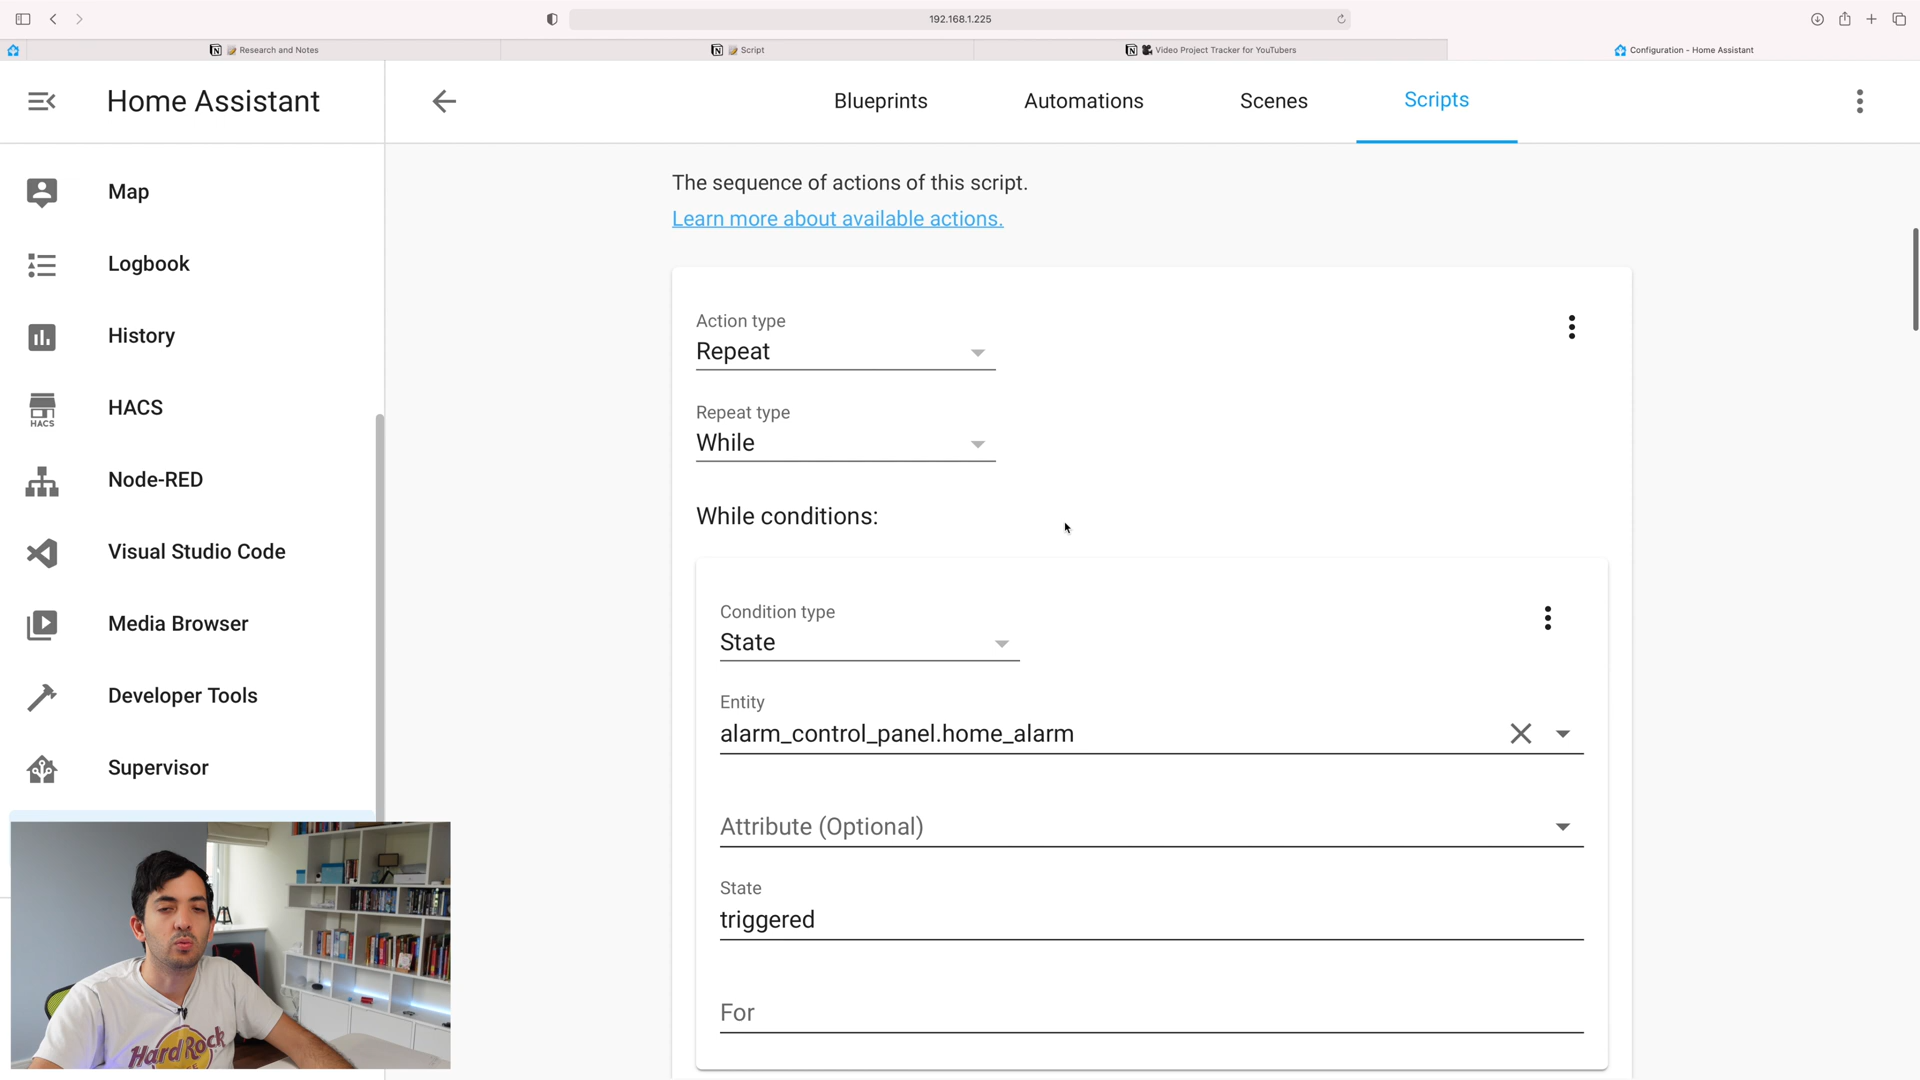 192.168.1.225
Research and Notes
Script
Video Project Tracker for YouTubers
Configuration - Home Assistant
Home Assistant
Blueprints
Automations
Scenes
Scripts
Map
Logbook
History
HACS
HACS
Node-RED
Visual Studio Code
Media Browser
Developer Tools
Supervisor
The sequence of actions of this script.
Learn more about available actions.
Action type
Repeat
Repeat type
While
While conditions:
Condition type
State
Entity
alarm_control_panel.home_alarm
Attribute (Optional)
State
triggered
For
Hard Rock